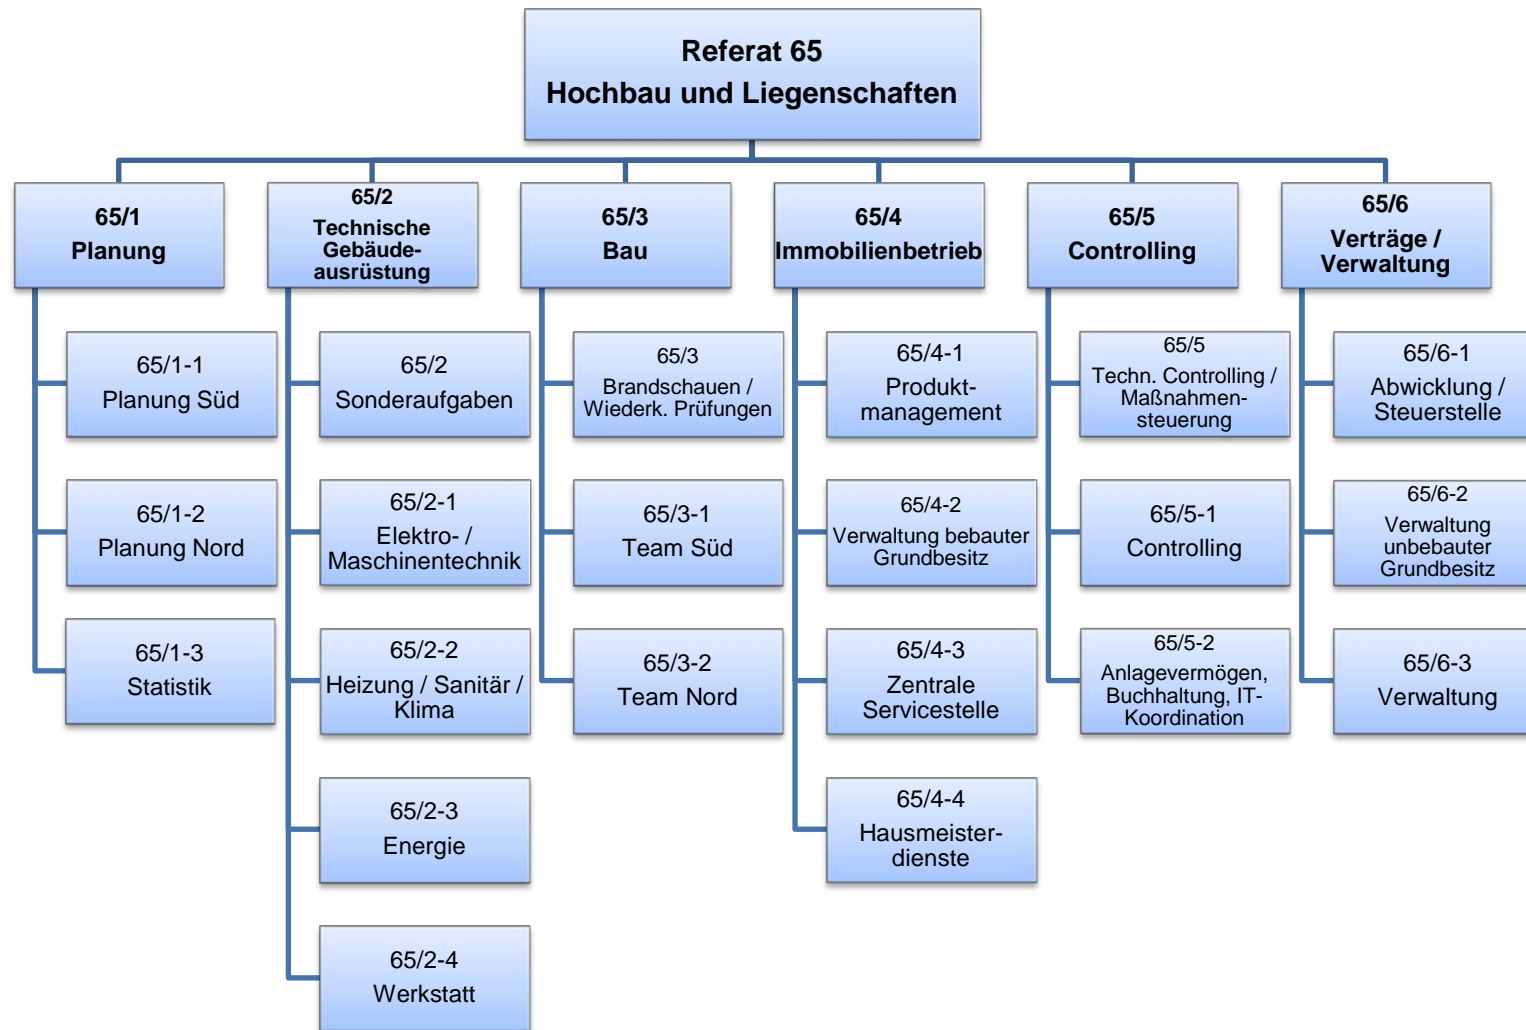 Referat 65
Hochbau und Liegenschaften
65/1
Planung
65/2
Technische
Gebäude-
ausrüstung
65/3
Bau
65/4
Immobilienbetrieb
65/5
Controlling
65/6
Verträge /
Verwaltung
65/1-1
Planung Süd
65/1-2
Planung Nord
65/1-3
Statistik
65/2
Sonderaufgaben
65/2-1
Elektro- /
Maschinentechnik
65/2-2
Heizung / Sanitär /
Klima
65/2-3
Energie
65/2-4
Werkstatt
65/3
Brandschauen /
Wiederk. Prüfungen
65/3-1
Team Süd
65/3-2
Team Nord
65/4-1
Produkt-
management
65/4-2
Verwaltung bebauter
Grundbesitz
65/4-3
Zentrale
Servicestelle
65/4-4
Hausmeister-
dienste
65/5
Techn. Controlling /
Maßnahmen-
steuerung
65/5-1
Controlling
65/5-2
Anlagevermögen,
Buchhaltung, IT-
Koordination
65/6-1
Abwicklung /
Steuerstelle
65/6-2
Verwaltung
unbebauter
Grundbesitz
65/6-3
Verwaltung